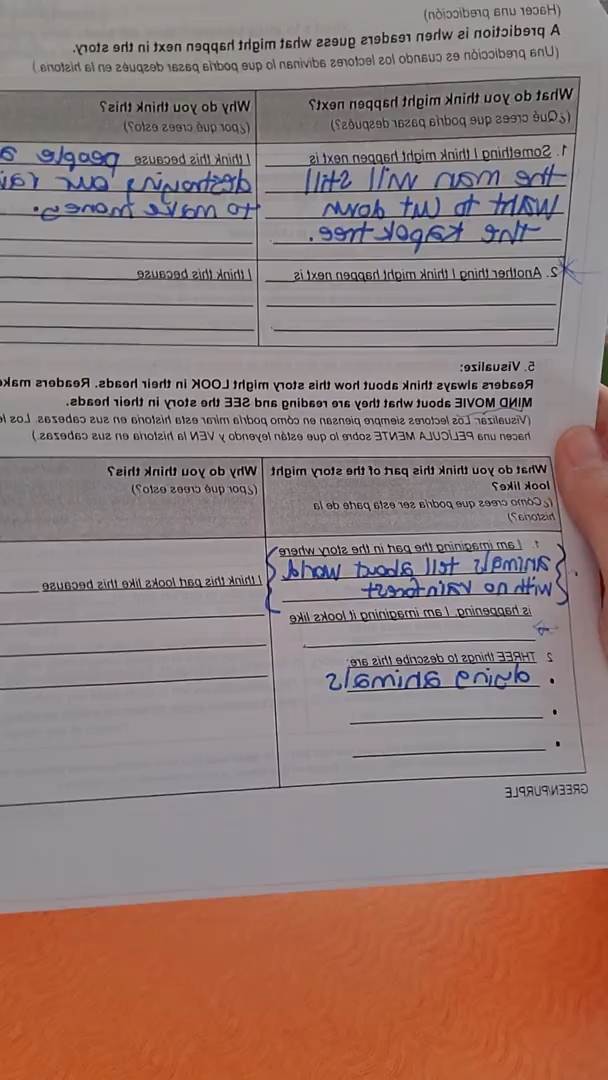 (Hacer una predicción)
A prediction is when readers guess what might happen next in the story.
(Una predicción es cuando los lectores adivinan lo que podría pasar después en la historia.)
What do you think might happen next?
(¿Qué crees que podría pasar después?)
Why do you think this?
(¿por qué crees esto?)
1. Something I think might happen next is
the man will still
want to cut down
the kapok tree.
I think this because people a
destroying our rai
to make money.
2. Another thing I think might happen next is
I think this because
5. Visualize:
Readers always think about how this story might LOOK in their heads. Readers make
MIND MOVIE about what they are reading and SEE the story in their heads.
(Visualizar: Los lectores siempre piensan en cómo podría mirar esta historia en sus cabezas. Los le
hacen una PELÍCULA MENTE sobre lo que están leyendo y VEN la historia en sus cabezas.)
What do you think this part of the story might
look like?
(¿Cómo crees que podría ser esta parte de la
historia?)
Why do you think this?
(¿por qué crees esto?)
1. I am imagining the part in the story where
animals tell about world
with no rainforest
is happening. I am imagining it looks like
I think this part looks like this because
2. THREE things to describe this are:
• dying animals
•
•
GREENPURPLE